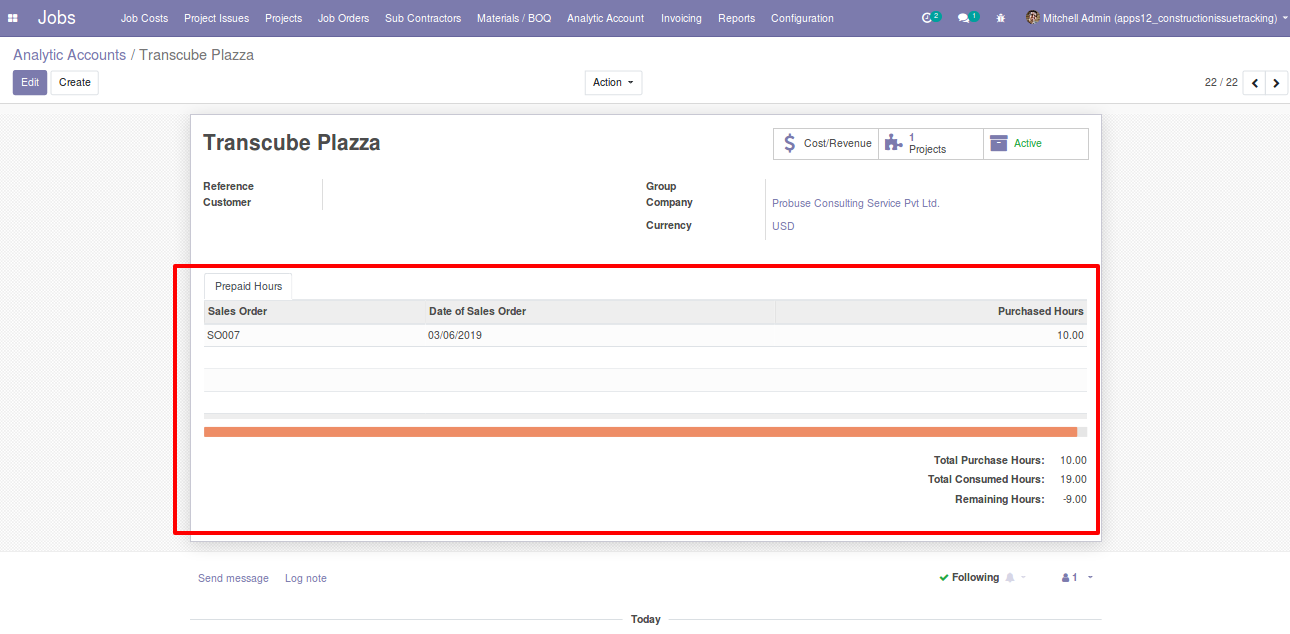 Jobs Job Costs Project Issues Projects Job Orders Sub Contractors Materials / BOQ Analytic Account Invoicing Reports Configuration 2 1 Mitchell Admin (apps12_constructionissuetracking)
Analytic Accounts / Transcube Plazza
Edit Create Action 22 / 22
Transcube Plazza
$ Cost/Revenue 1 Projects Active
Reference Group
Customer Company Probuse Consulting Service Pvt Ltd.
Currency USD
Prepaid Hours
Sales Order Date of Sales Order Purchased Hours
SO007 03/06/2019 10.00
Total Purchase Hours: 10.00
Total Consumed Hours: 19.00
Remaining Hours: -9.00
Send message Log note Following 1
Today